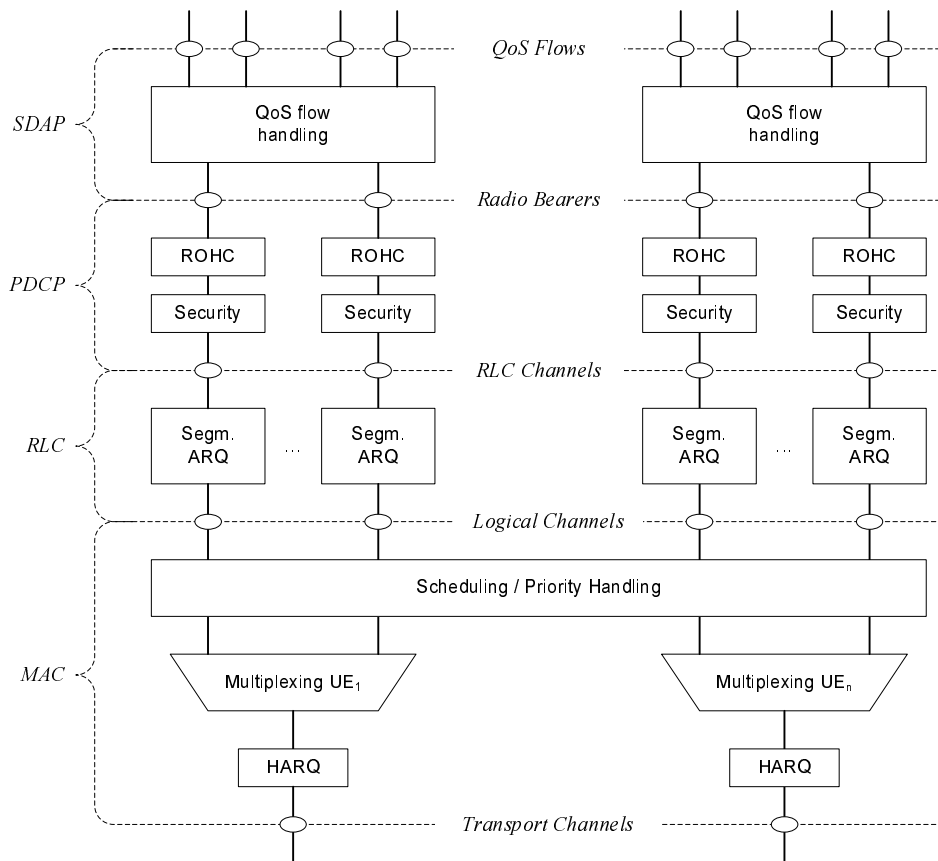 QoS Flows
QoS flow
handling
QoS flow
handling
SDAP
Radio Bearers
ROHC
ROHC
ROHC
ROHC
PDCP
Security
Security
Security
Security
RLC Channels
Segm.
ARQ
...
Segm.
ARQ
Segm.
ARQ
...
Segm.
ARQ
RLC
Logical Channels
Scheduling / Priority Handling
MAC
Multiplexing UE₁
Multiplexing UEₙ
HARQ
HARQ
Transport Channels